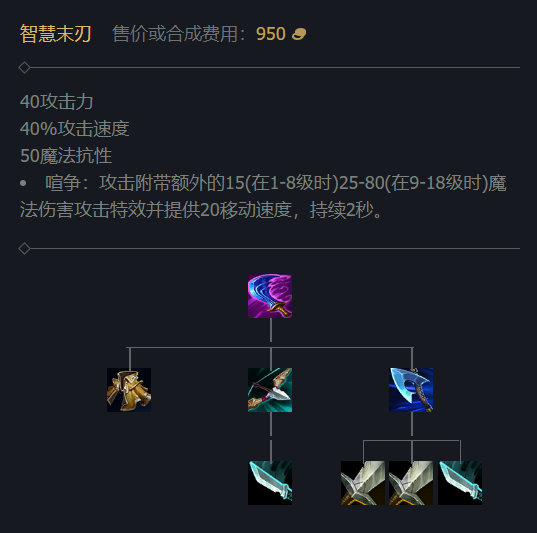 智慧末刃 售价或合成费用：950
40攻击力
40%攻击速度
50魔法抗性
• 喧争：攻击附带额外的15(在1-8级时)25-80(在9-18级时)魔
法伤害攻击特效并提供20移动速度，持续2秒。